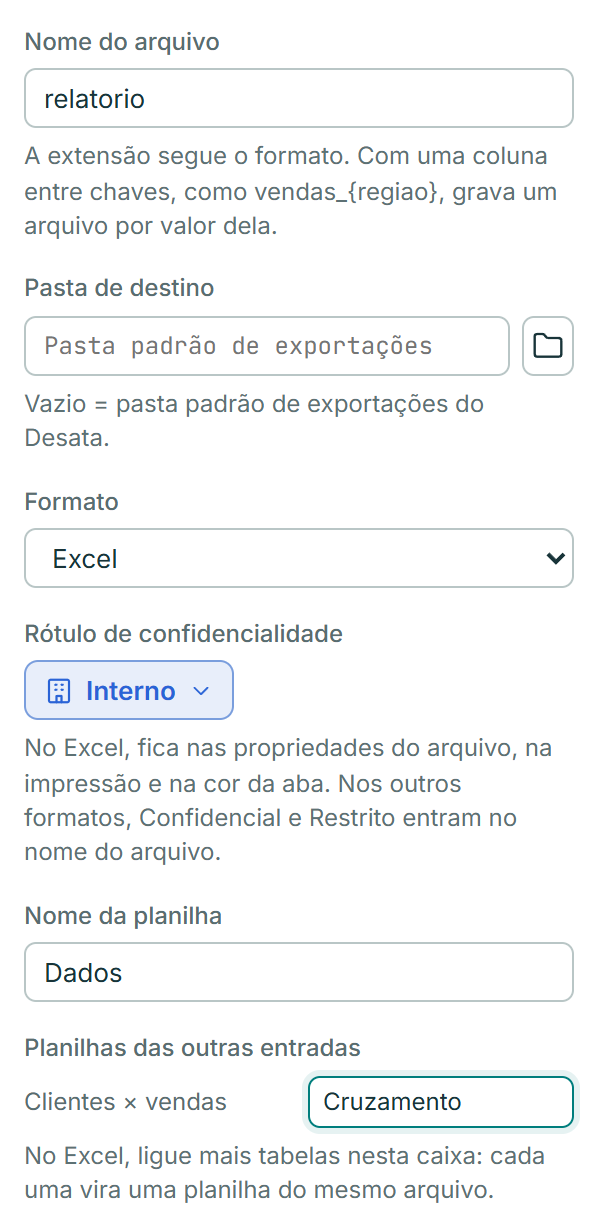 Nome do arquivo
relatorio
A extensão segue o formato. Com uma coluna
entre chaves, como vendas_{regiao}, grava um
arquivo por valor dela.
Pasta de destino
Pasta padrão de exportações
Vazio = pasta padrão de exportações do
Desata.
Formato
Excel
Rótulo de confidencialidade
Interno
No Excel, fica nas propriedades do arquivo, na
impressão e na cor da aba. Nos outros
formatos, Confidencial e Restrito entram no
nome do arquivo.
Nome da planilha
Dados
Planilhas das outras entradas
Clientes × vendas
Cruzamento
No Excel, ligue mais tabelas nesta caixa: cada
uma vira uma planilha do mesmo arquivo.